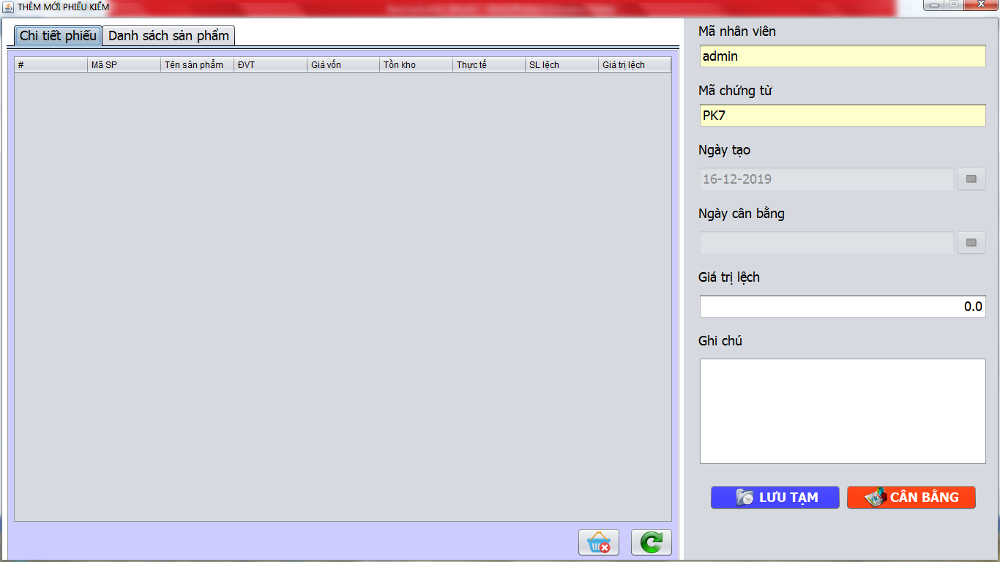 THÊM MỚI PHIẾU KIỂM
Chi tiết phiếu
Danh sách sản phẩm
# Mã SP Tên sản phẩm ĐVT Giá vốn Tồn kho Thực tế SL lệch Giá trị lệch
Mã nhân viên
admin
Mã chứng từ
PK7
Ngày tạo
16-12-2019
Ngày cân bằng
Giá trị lệch
0.0
Ghi chú
LƯU TẠM
CÂN BẰNG